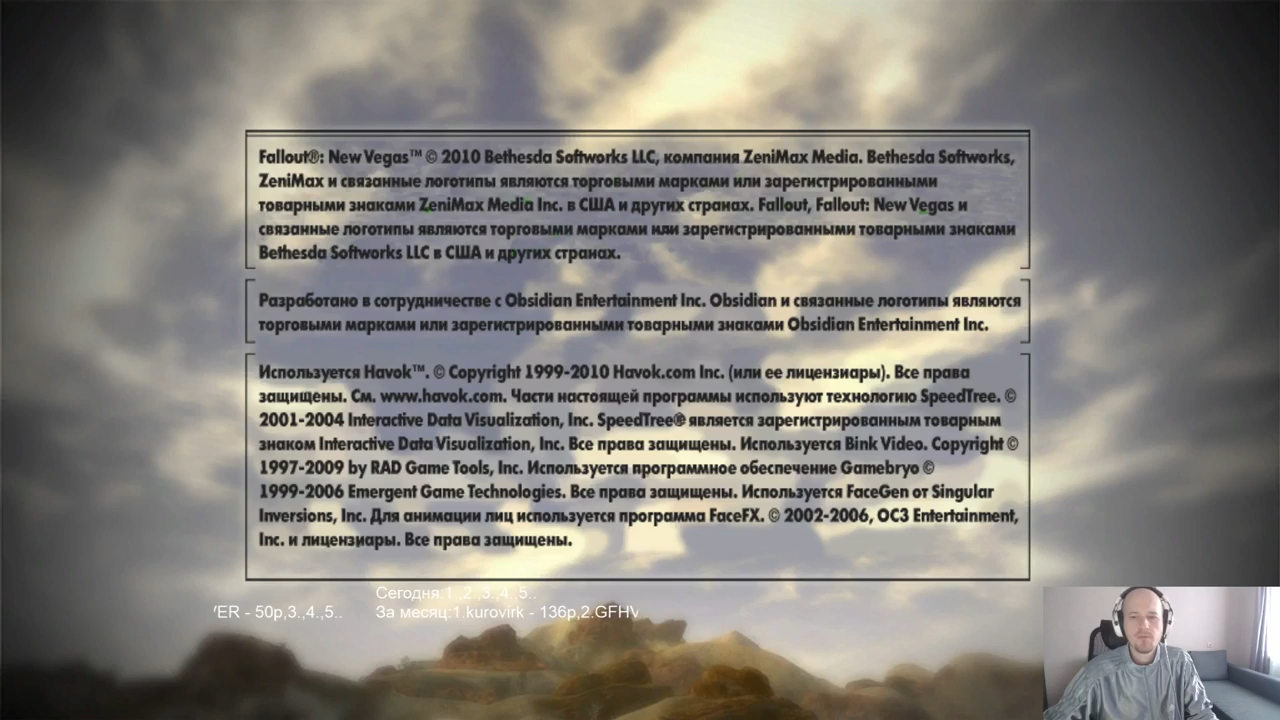 Fallout®: New Vegas™ © 2010 Bethesda Softworks LLC, компания ZeniMax Media. Bethesda Softworks,
ZeniMax и связанные логотипы являются торговыми марками или зарегистрированными
товарными знаками ZeniMax Media Inc. в США и других странах. Fallout, Fallout: New Vegas и
связанные логотипы являются торговыми марками или зарегистрированными товарными знаками
Bethesda Softworks LLC в США и других странах.
Разработано в сотрудничестве с Obsidian Entertainment Inc. Obsidian и связанные логотипы являются
торговыми марками или зарегистрированными товарными знаками Obsidian Entertainment Inc.
Используется Havok™. © Copyright 1999-2010 Havok.com Inc. (или ее лицензиары). Все права
защищены. См. www.havok.com. Части настоящей программы используют технологию SpeedTree. ©
2001-2004 Interactive Data Visualization, Inc. SpeedTree® является зарегистрированным товарным
знаком Interactive Data Visualization, Inc. Все права защищены. Используется Bink Video. Copyright ©
1997-2009 by RAD Game Tools, Inc. Используется программное обеспечение Gamebryo ©
1999-2006 Emergent Game Technologies. Все права защищены. Используется FaceGen от Singular
Inversions, Inc. Для анимации лиц используется программа FaceFX. © 2002-2006, OC3 Entertainment,
Inc. и лицензиары. Все права защищены.
Сегодня:1.,2.,3.,4.,5..
ER - 50p,3.,4.,5.. За месяц:1.kurovirk - 136p,2.GFH